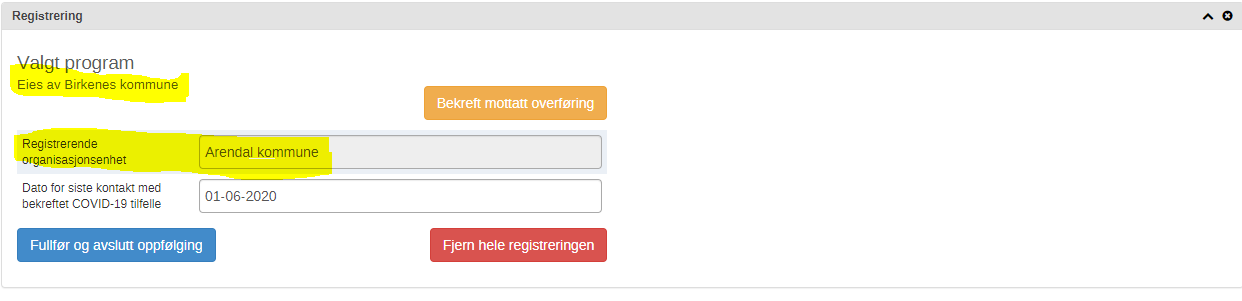 Registrering
Valgt program
Eies av Birkenes kommune
Bekreft mottatt overføring
Registrerende
organisasjonsenhet
Arendal kommune
Dato for siste kontakt med
bekreftet COVID-19 tilfelle
01-06-2020
Fullfør og avslutt oppfølging
Fjern hele registreringen